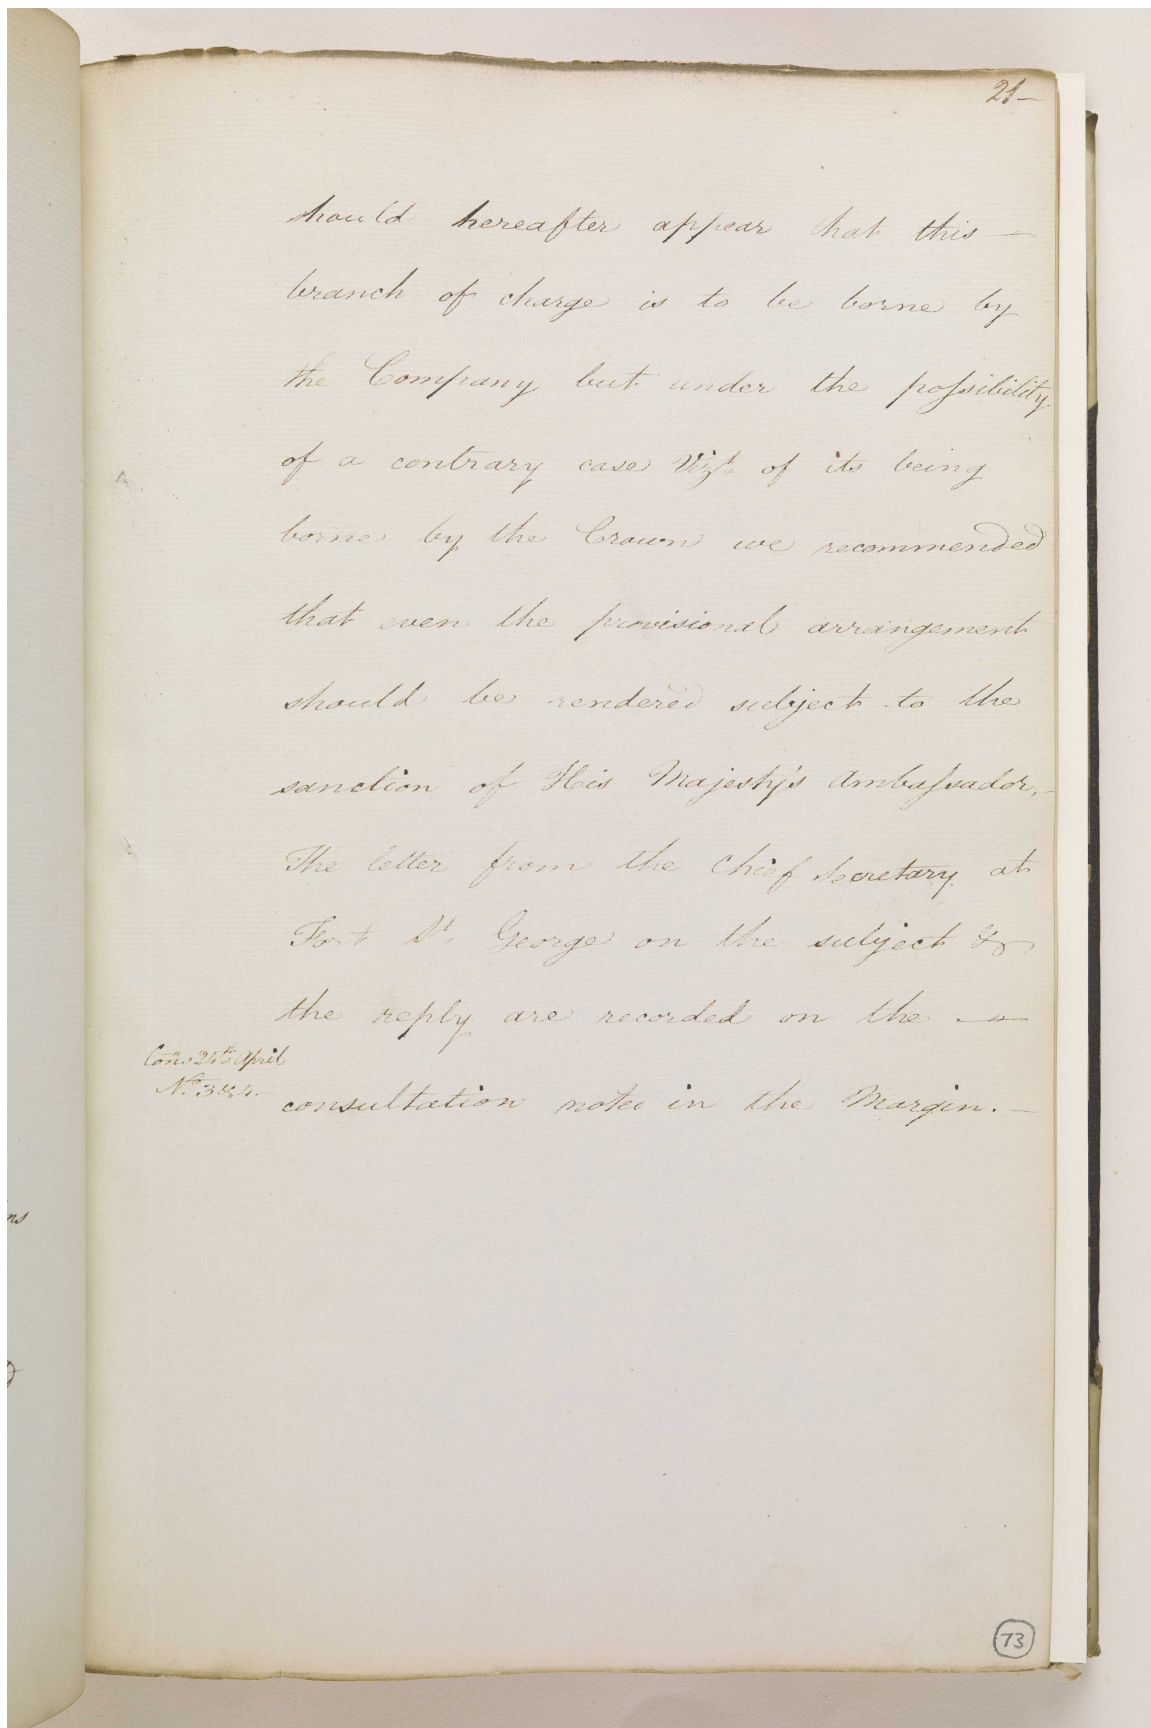 21-
should hereafter appear that this —
branch of charge is to be borne by
the Company but under the possibility
of a contrary case Vizt. of its being
borne by the Crown we recommended
that even the provisional arrangement
should be rendered subject to the
sanction of His Majesty's Ambassador, -
The letter from the Chief Secretary at
Fort St. George on the subject &
the reply are recorded on the —
Cons 24th April
No. 3 & 4.
consultation noted in the Margin. —
73